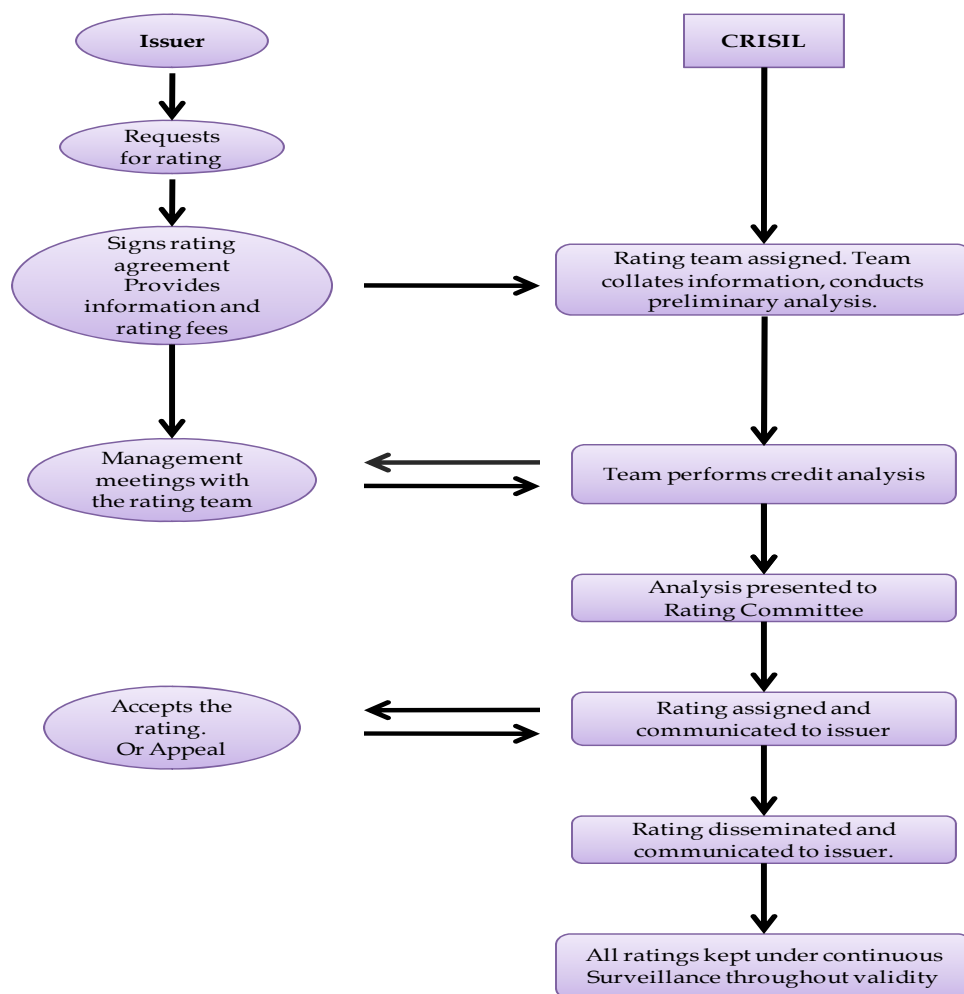 Issuer
CRISIL
Requests
for rating
Signs rating
agreement
Provides
information and
rating fees
Rating team assigned. Team
collates information, conducts
preliminary analysis.
Management
meetings with
the rating team
Team performs credit analysis
Analysis presented to
Rating Committee
Accepts the
rating.
Or Appeal
Rating assigned and
communicated to issuer
Rating disseminated and
communicated to issuer.
All ratings kept under continuous
Surveillance throughout validity